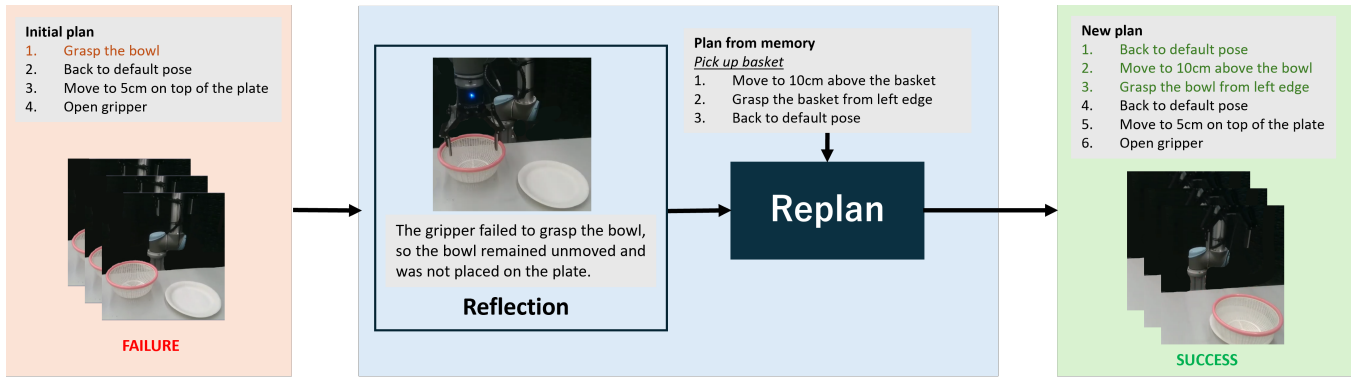 Initial plan
1. Grasp the bowl
2. Back to default pose
3. Move to 5cm on top of the plate
4. Open gripper
FAILURE
The gripper failed to grasp the bowl,
so the bowl remained unmoved and
was not placed on the plate.
Reflection
Plan from memory
Pick up basket
1. Move to 10cm above the basket
2. Grasp the basket from left edge
3. Back to default pose
Replan
New plan
1. Back to default pose
2. Move to 10cm above the bowl
3. Grasp the bowl from left edge
4. Back to default pose
5. Move to 5cm on top of the plate
6. Open gripper
SUCCESS